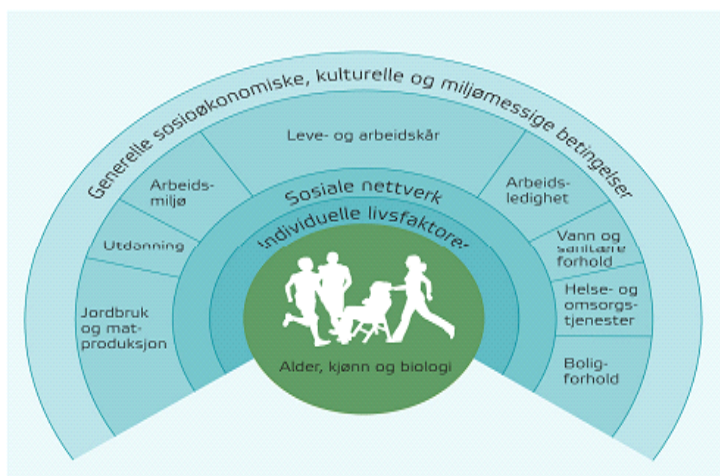 Generelle sosioøkonomiske, kulturelle og miljømessige betingelser
Leve- og arbeidskår
Arbeids-
miljø
Utdanning
Jordbruk
og mat-
produksjon
Arbeids-
ledighet
Vann og
sanitære
forhold
Helse- og
omsorgs-
tjenester
Bolig-
forhold
Sosiale nettverk
Individuelle livsfaktorer
Alder, kjønn og biologi